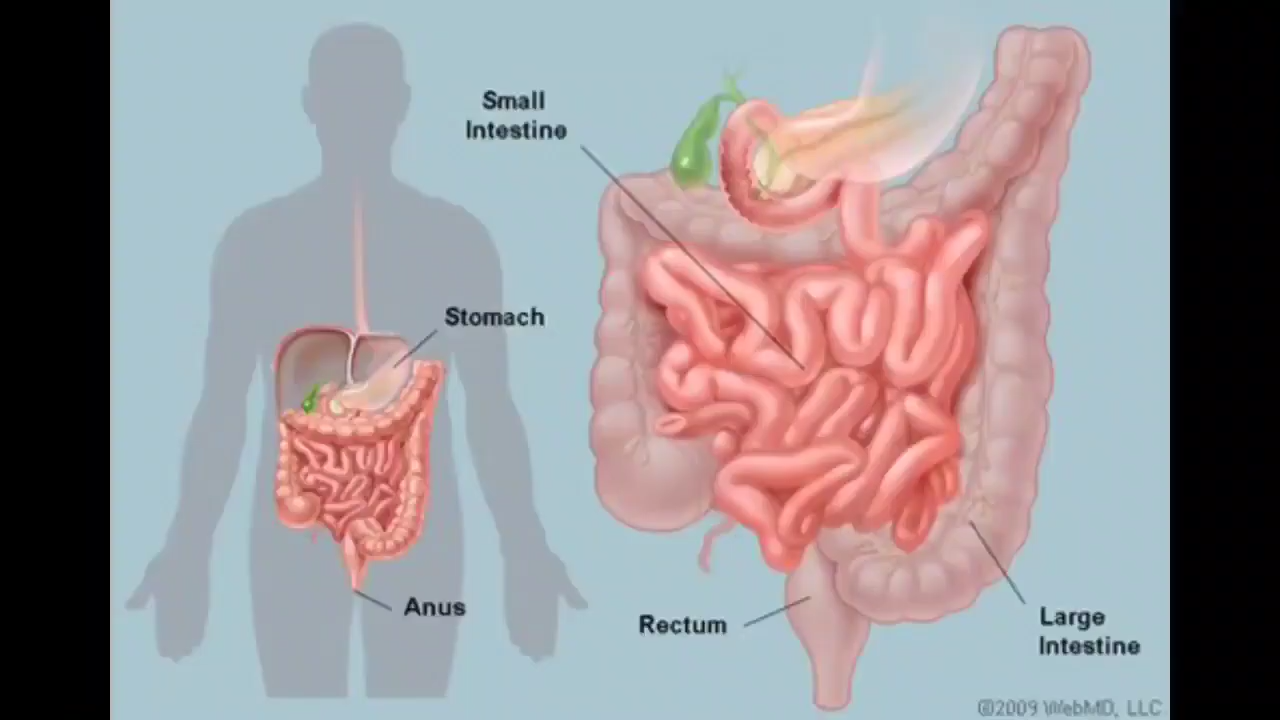 Small
Intestine
Stomach
Anus
Rectum
Large
Intestine
©2009 WebMD, LLC